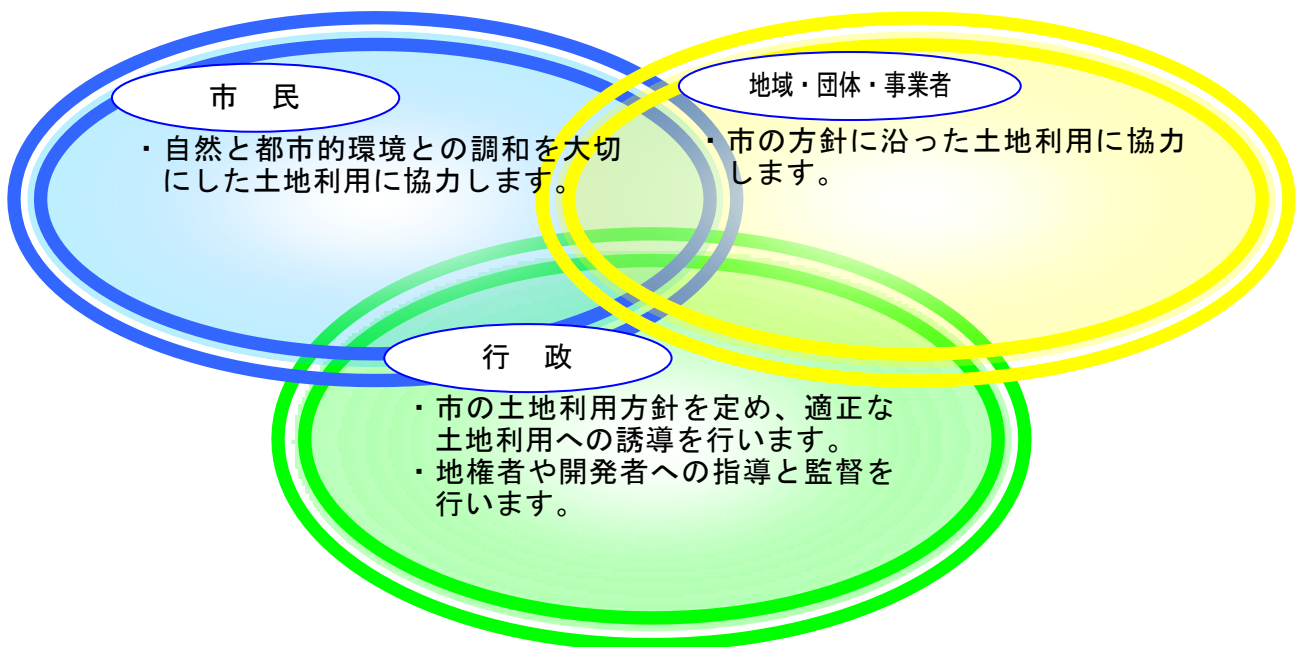 市　民
・自然と都市的環境との調和を大切
にした土地利用に協力します。
地域・団体・事業者
・市の方針に沿った土地利用に協力
します。
行　政
・市の土地利用方針を定め、適正な
土地利用への誘導を行います。
・地権者や開発者への指導と監督を
行います。